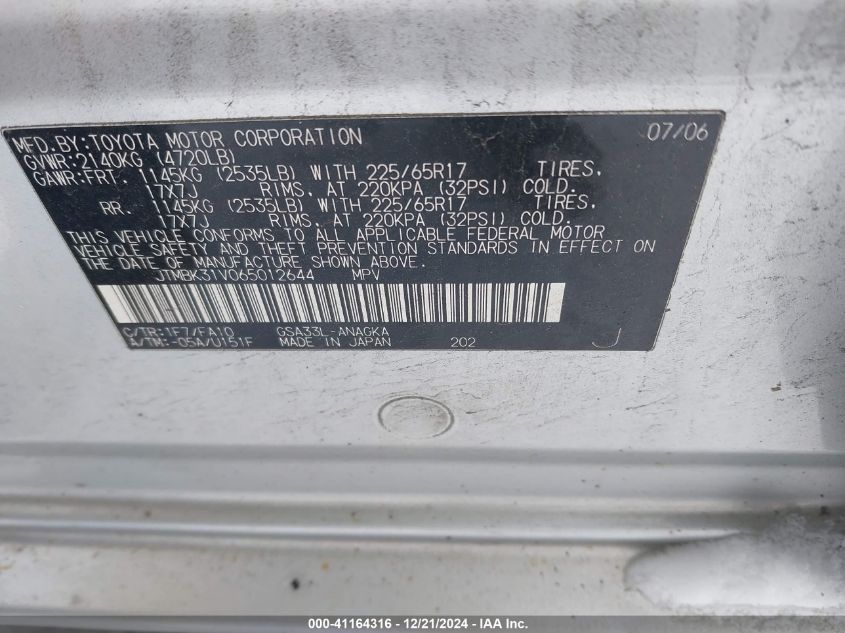 MFD. BY: TOYOTA MOTOR CORPORATION 07/06
GVWR: 2140KG (4720LB)
GAWR: FRT. 1145KG (2535LB) WITH 225/65R17 TIRES,
17X7J RIMS, AT 220KPA (32PSI) COLD.
RR. 1145KG (2535LB) WITH 225/65R17 TIRES,
17X7J RIMS, AT 220KPA (32PSI) COLD.
THIS VEHICLE CONFORMS TO ALL APPLICABLE FEDERAL MOTOR
VEHICLE SAFETY AND THEFT PREVENTION STANDARDS IN EFFECT ON
THE DATE OF MANUFACTURE SHOWN ABOVE.
JTMBK31V065012644 MPV
C/TR: 1F7/FA10 GSA33L-ANAGKA
A/TM: -05A/U151F MADE IN JAPAN 202 J
000-41164316 - 12/21/2024 - IAA Inc.